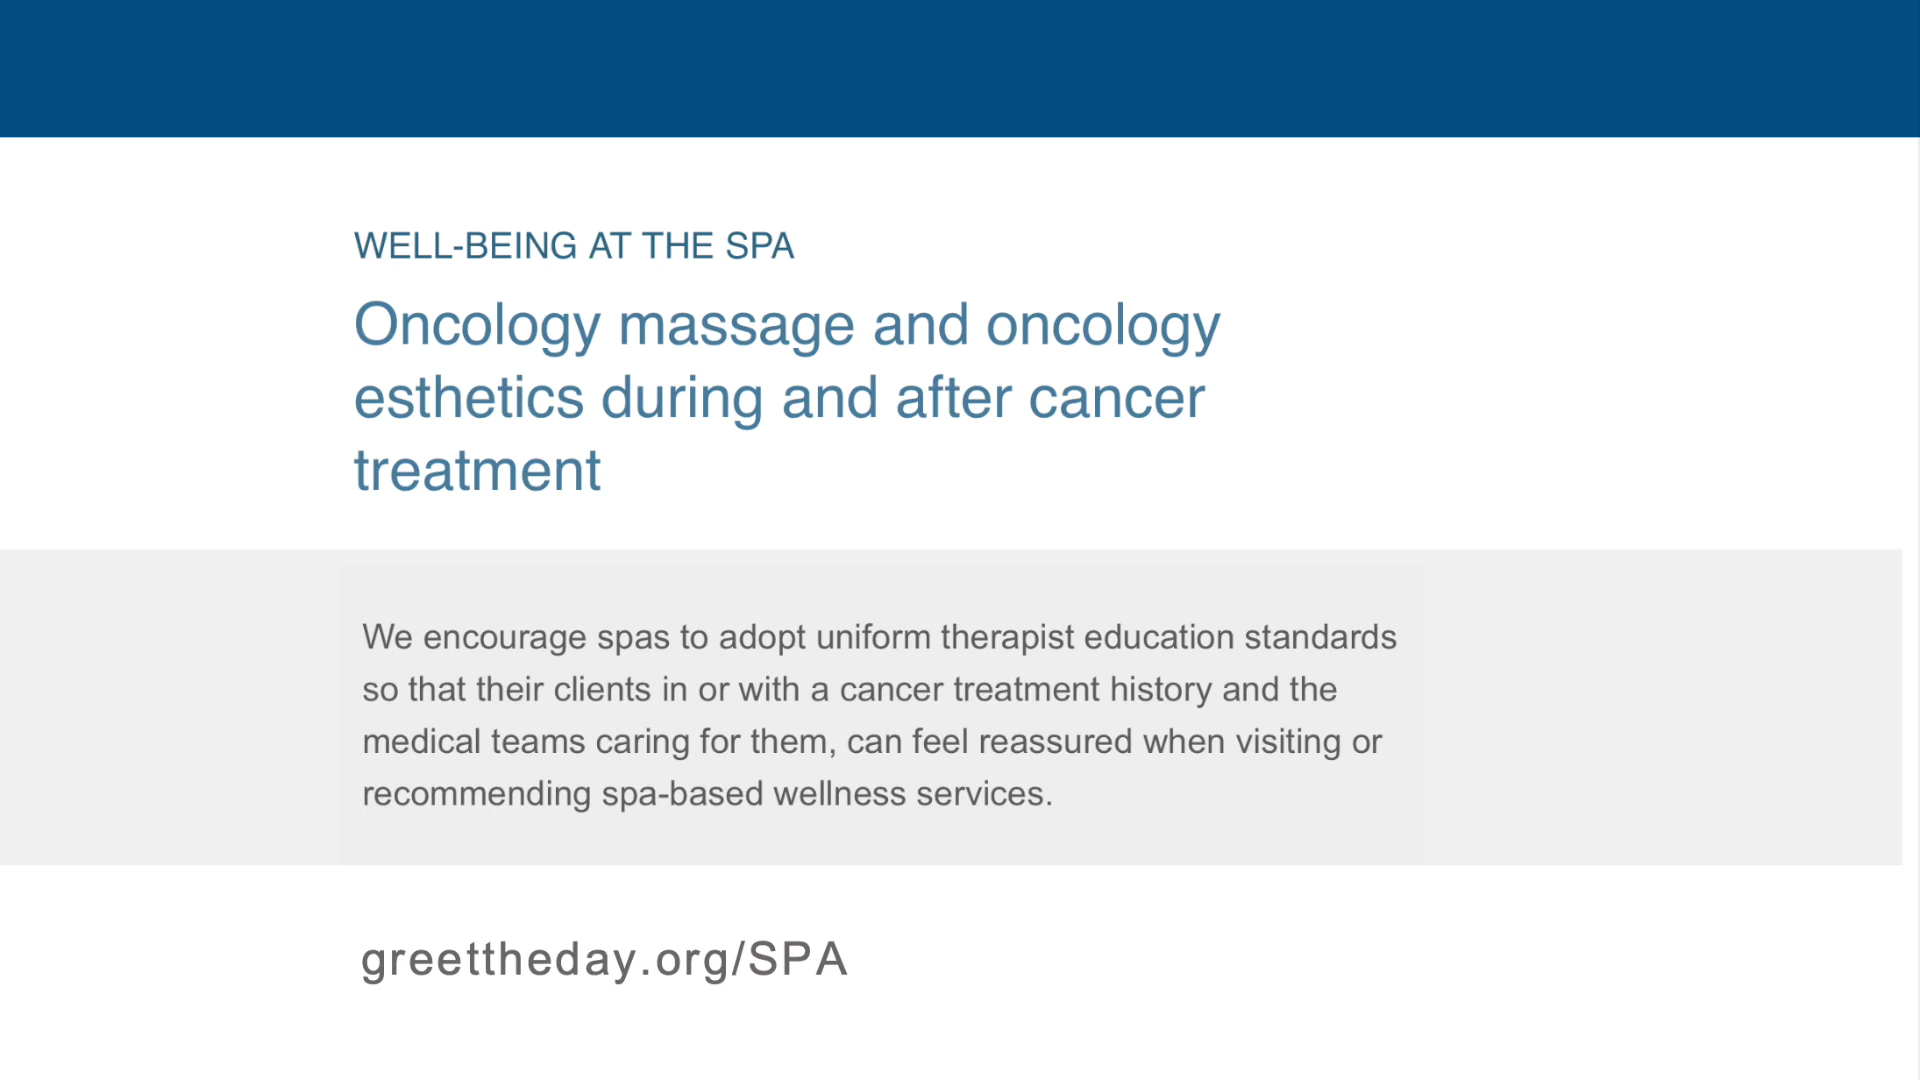 WELL-BEING AT THE SPA
Oncology massage and oncology
esthetics during and after cancer
treatment
We encourage spas to adopt uniform therapist education standards
so that their clients in or with a cancer treatment history and the
medical teams caring for them, can feel reassured when visiting or
recommending spa-based wellness services.
greettheday.org/SPA